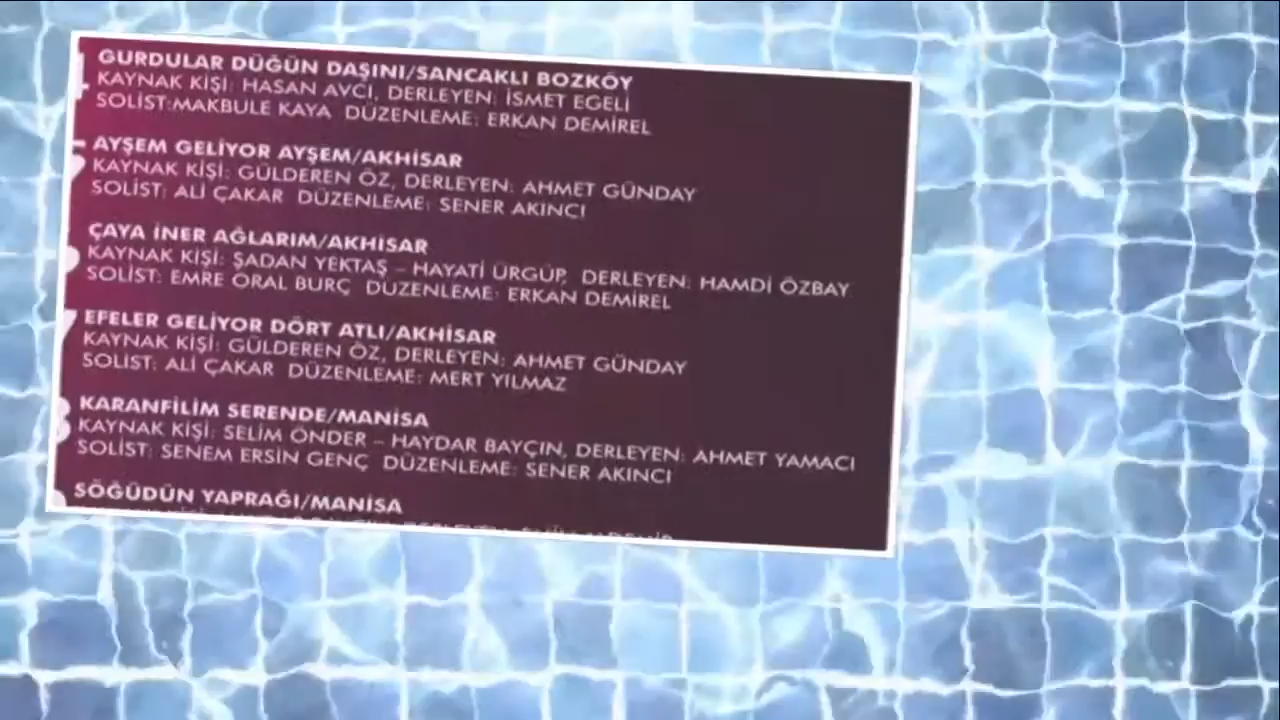 4 GURDULAR DÜĞÜN DAŞINI/SANCAKLI BOZKÖY
KAYNAK KİŞİ: HASAN AVCI, DERLEYEN: İSMET EGELİ
SOLİST:MAKBULE KAYA DÜZENLEME: ERKAN DEMİREL
AYŞEM GELİYOR AYŞEM/AKHİSAR
KAYNAK KİŞİ: GÜLDEREN ÖZ, DERLEYEN: AHMET GÜNDAY
SOLİST: ALİ ÇAKAR DÜZENLEME: SENER AKINCI
ÇAYA İNER AĞLARIM/AKHİSAR
KAYNAK KİŞİ: ŞADAN YEKTAŞ – HAYATİ ÜRGÜP, DERLEYEN: HAMDİ ÖZBAY
SOLİST: EMRE ORAL BURÇ DÜZENLEME: ERKAN DEMİREL
7 EFELER GELİYOR DÖRT ATLI/AKHİSAR
KAYNAK KİŞİ: GÜLDEREN ÖZ, DERLEYEN: AHMET GÜNDAY
SOLİST: ALİ ÇAKAR DÜZENLEME: MERT YILMAZ
KARANFİLİM SERENDE/MANİSA
KAYNAK KİŞİ: SELİM ÖNDER – HAYDAR BAYÇIN, DERLEYEN: AHMET YAMACI
SOLİST: SENEM ERSİN GENÇ DÜZENLEME: SENER AKINCI
SÖĞÜDÜN YAPRAĞI/MANİSA